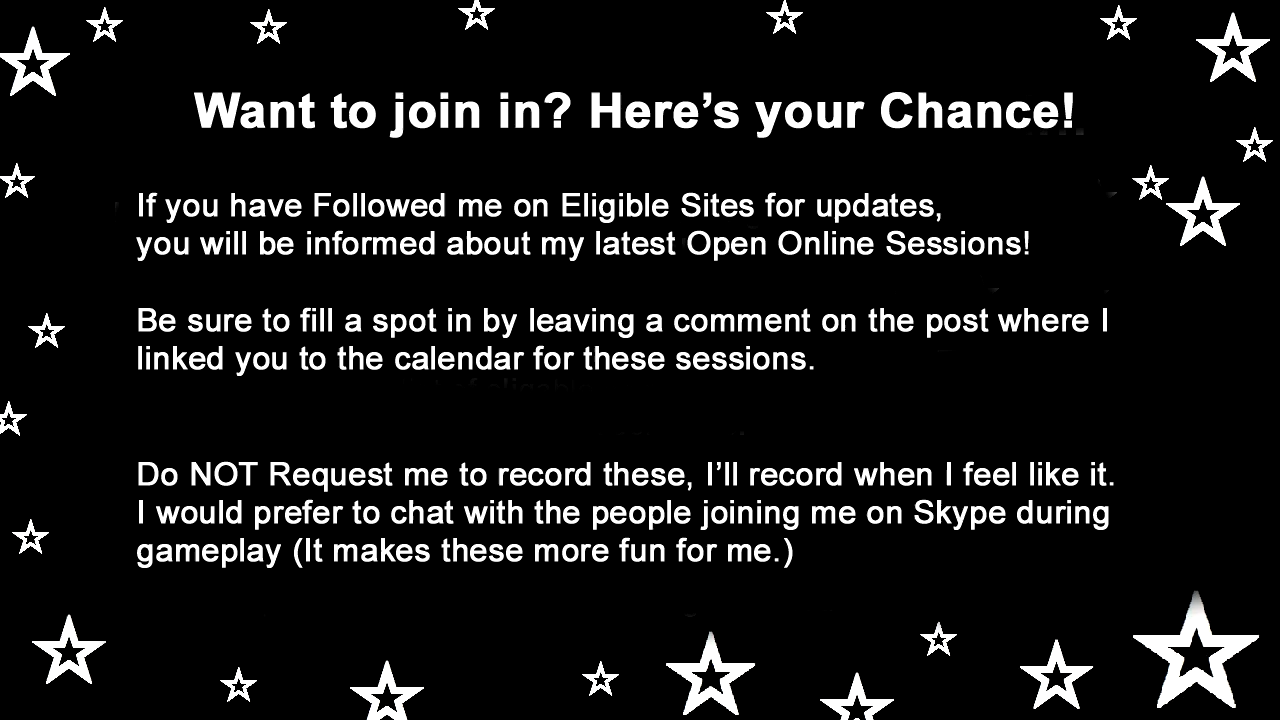 Want to join in? Here’s your Chance!
If you have Followed me on Eligible Sites for updates,
you will be informed about my latest Open Online Sessions!
Be sure to fill a spot in by leaving a comment on the post where I
linked you to the calendar for these sessions.
Do NOT Request me to record these, I’ll record when I feel like it.
I would prefer to chat with the people joining me on Skype during
gameplay (It makes these more fun for me.)